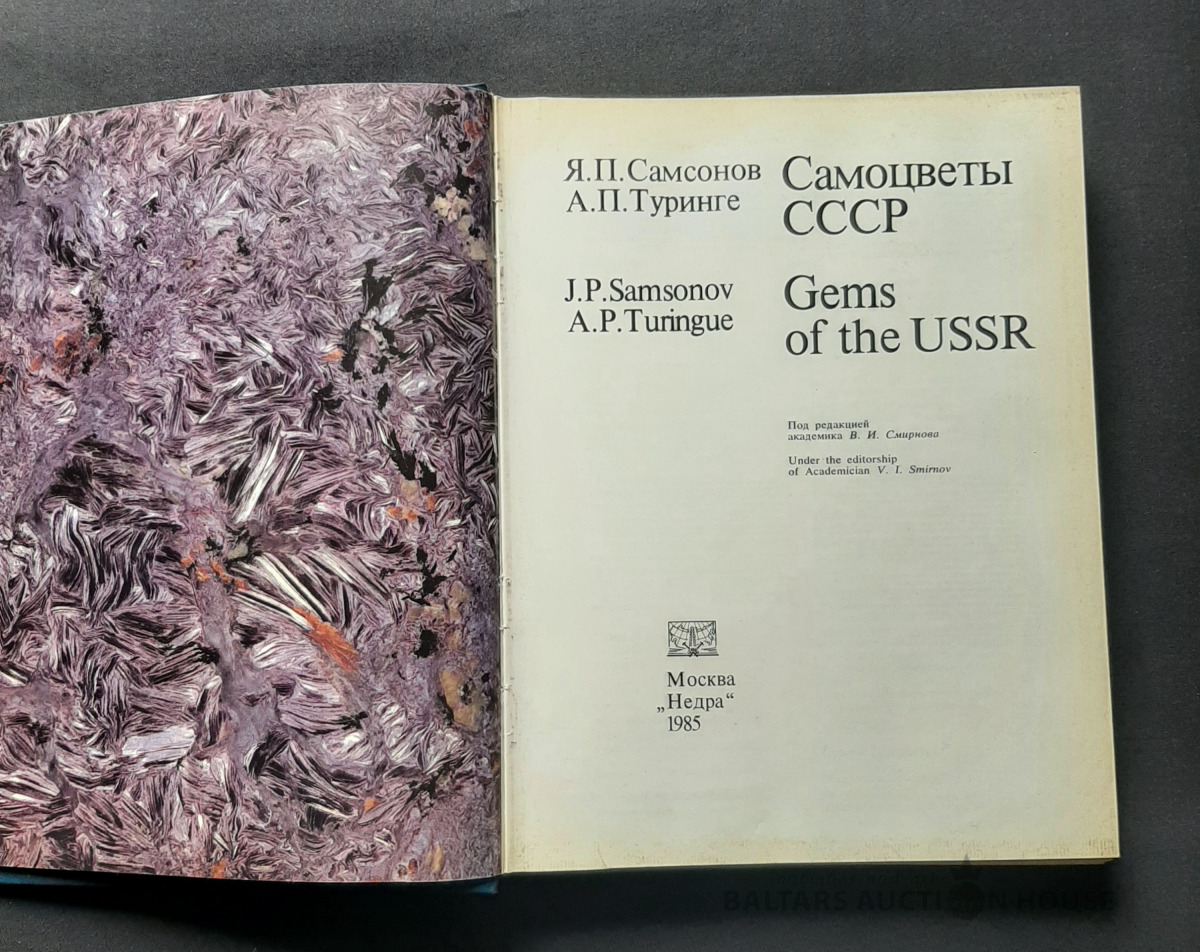 Я.П.Самсонов
А.П.Туринге
Самоцветы
СССР
J.P.Samsonov
A.P.Turingue
Gems
of the USSR
Под редакцией
академика В. И. Смирнова
Under the editorship
of Academician V. I. Smirnov
Москва
„Недра“
1985
BALTARS AUCTION HOUSE